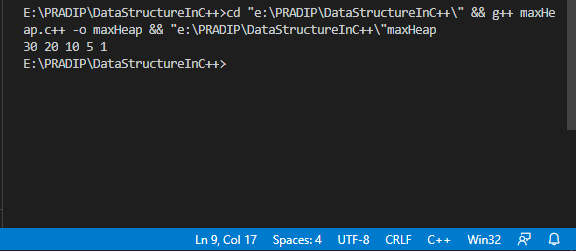 E:\PRADIP\DataStructureInC++>cd "e:\PRADIP\DataStructureInC++\" && g++ maxHe
ap.c++ -o maxHeap && "e:\PRADIP\DataStructureInC++\"maxHeap
30 20 10 5 1
E:\PRADIP\DataStructureInC++>
Ln 9, Col 17 Spaces: 4 UTF-8 CRLF C++ Win32